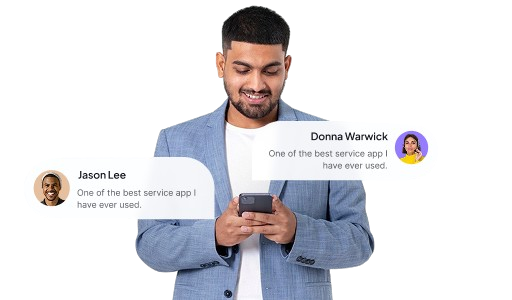 Donna Warwick
One of the best service app I
have ever used.
Jason Lee
One of the best service app I
have ever used.